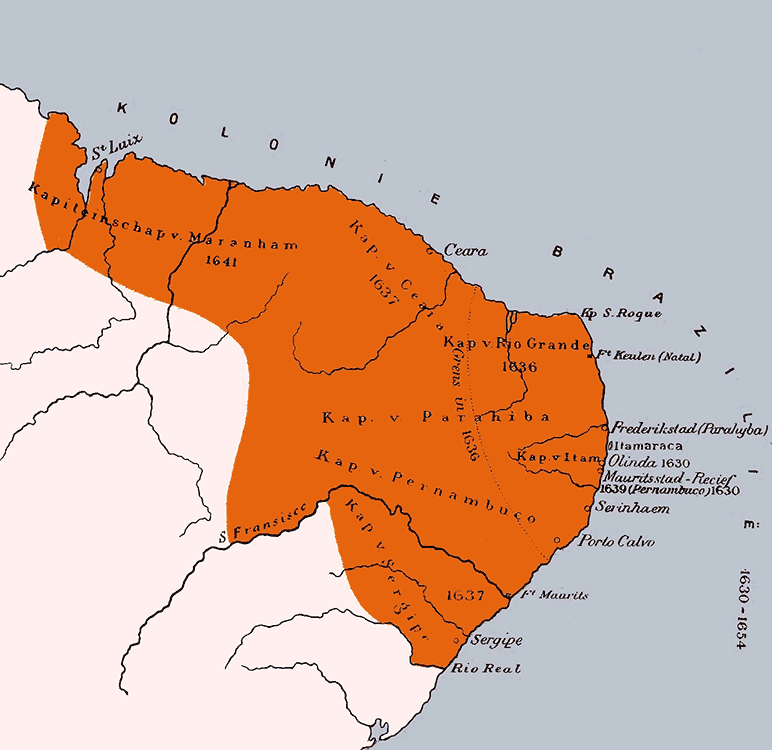 KOLONIE BRAZILIË:
1630-1654
St Luix
Kapiteinschap v. Maranham
1641
Kap. v. Ceara
1637
Ceara
Kp S. Roque
Kap v. Rio Grande
1636
Ft Keulen (Natal)
Grens in 1636
Kap. v. Parahiba
Frederikstad (Parahyba)
Itamaraca
Kap. v Itam
Olinda 1630
Mauritsstad-Recief
1639 (Pernambuco) 1630
Kap v. Pernambuco
Serinhaem
Porto Calvo
S Fransisco
Kap v. Sergipe
1637
Ft Maurits
Sergipe
Rio Real